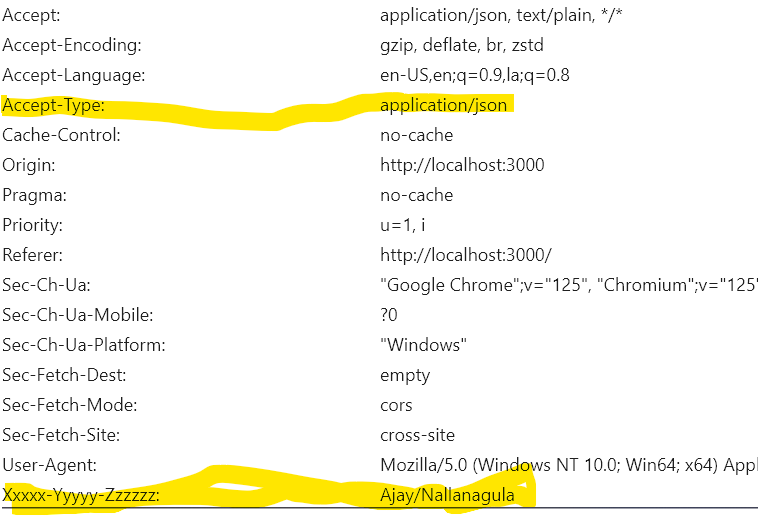 Accept: application/json, text/plain, */*
Accept-Encoding: gzip, deflate, br, zstd
Accept-Language: en-US,en;q=0.9,la;q=0.8
Accept-Type: application/json
Cache-Control: no-cache
Origin: http://localhost:3000
Pragma: no-cache
Priority: u=1, i
Referer: http://localhost:3000/
Sec-Ch-Ua: "Google Chrome";v="125", "Chromium";v="125"
Sec-Ch-Ua-Mobile: ?0
Sec-Ch-Ua-Platform: "Windows"
Sec-Fetch-Dest: empty
Sec-Fetch-Mode: cors
Sec-Fetch-Site: cross-site
User-Agent: Mozilla/5.0 (Windows NT 10.0; Win64; x64) Appl
Xxxxx-Yyyyy-Zzzzzz: Ajay/Nallanagula